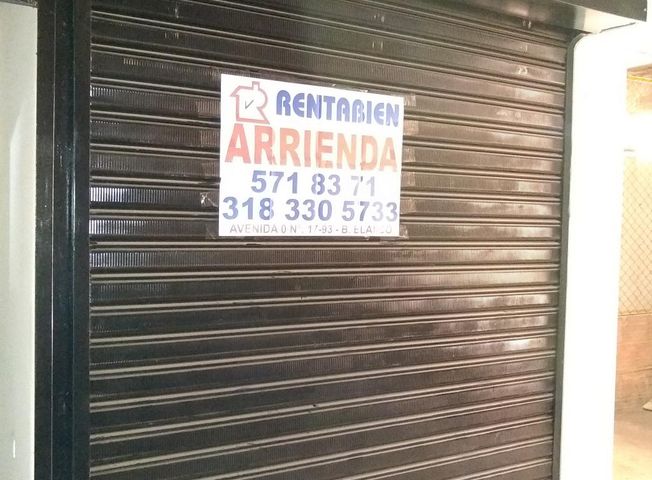 RENTABIEN
ARRIENDA
571 83 71
318 330 5733
AVENIDA 0 N°. 17-93 - B.